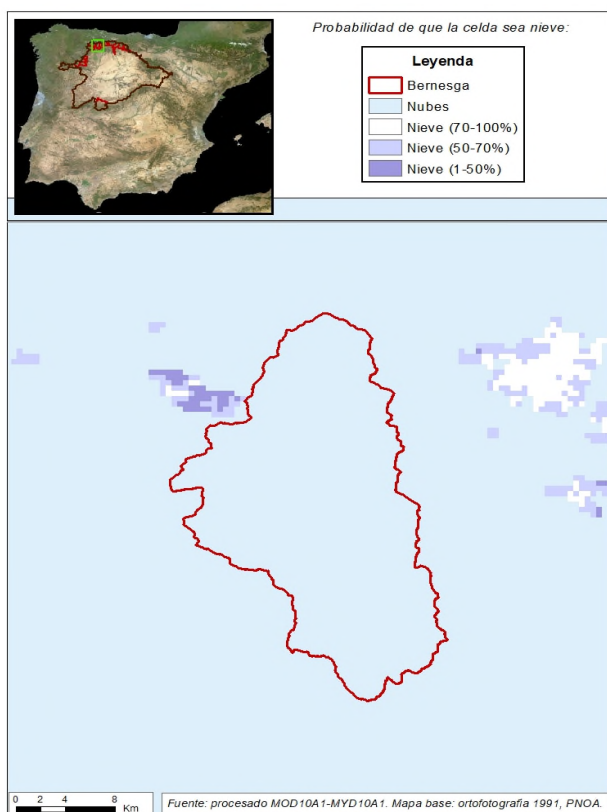 Probabilidad de que la celda sea nieve:
Leyenda
Bernesga
Nubes
Nieve (70-100%)
Nieve (50-70%)
Nieve (1-50%)
0 2 4 8
Km
Fuente: procesado MOD10A1-MYD10A1. Mapa base: ortofotografia 1991, PNOA